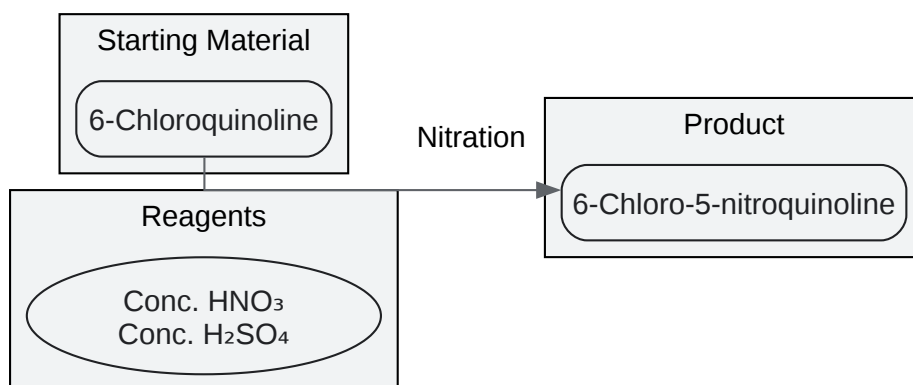 Starting Material
6-Chloroquinoline
Nitration
Product
6-Chloro-5-nitroquinoline
Reagents
Conc. HNO₃
Conc. H₂SO₄